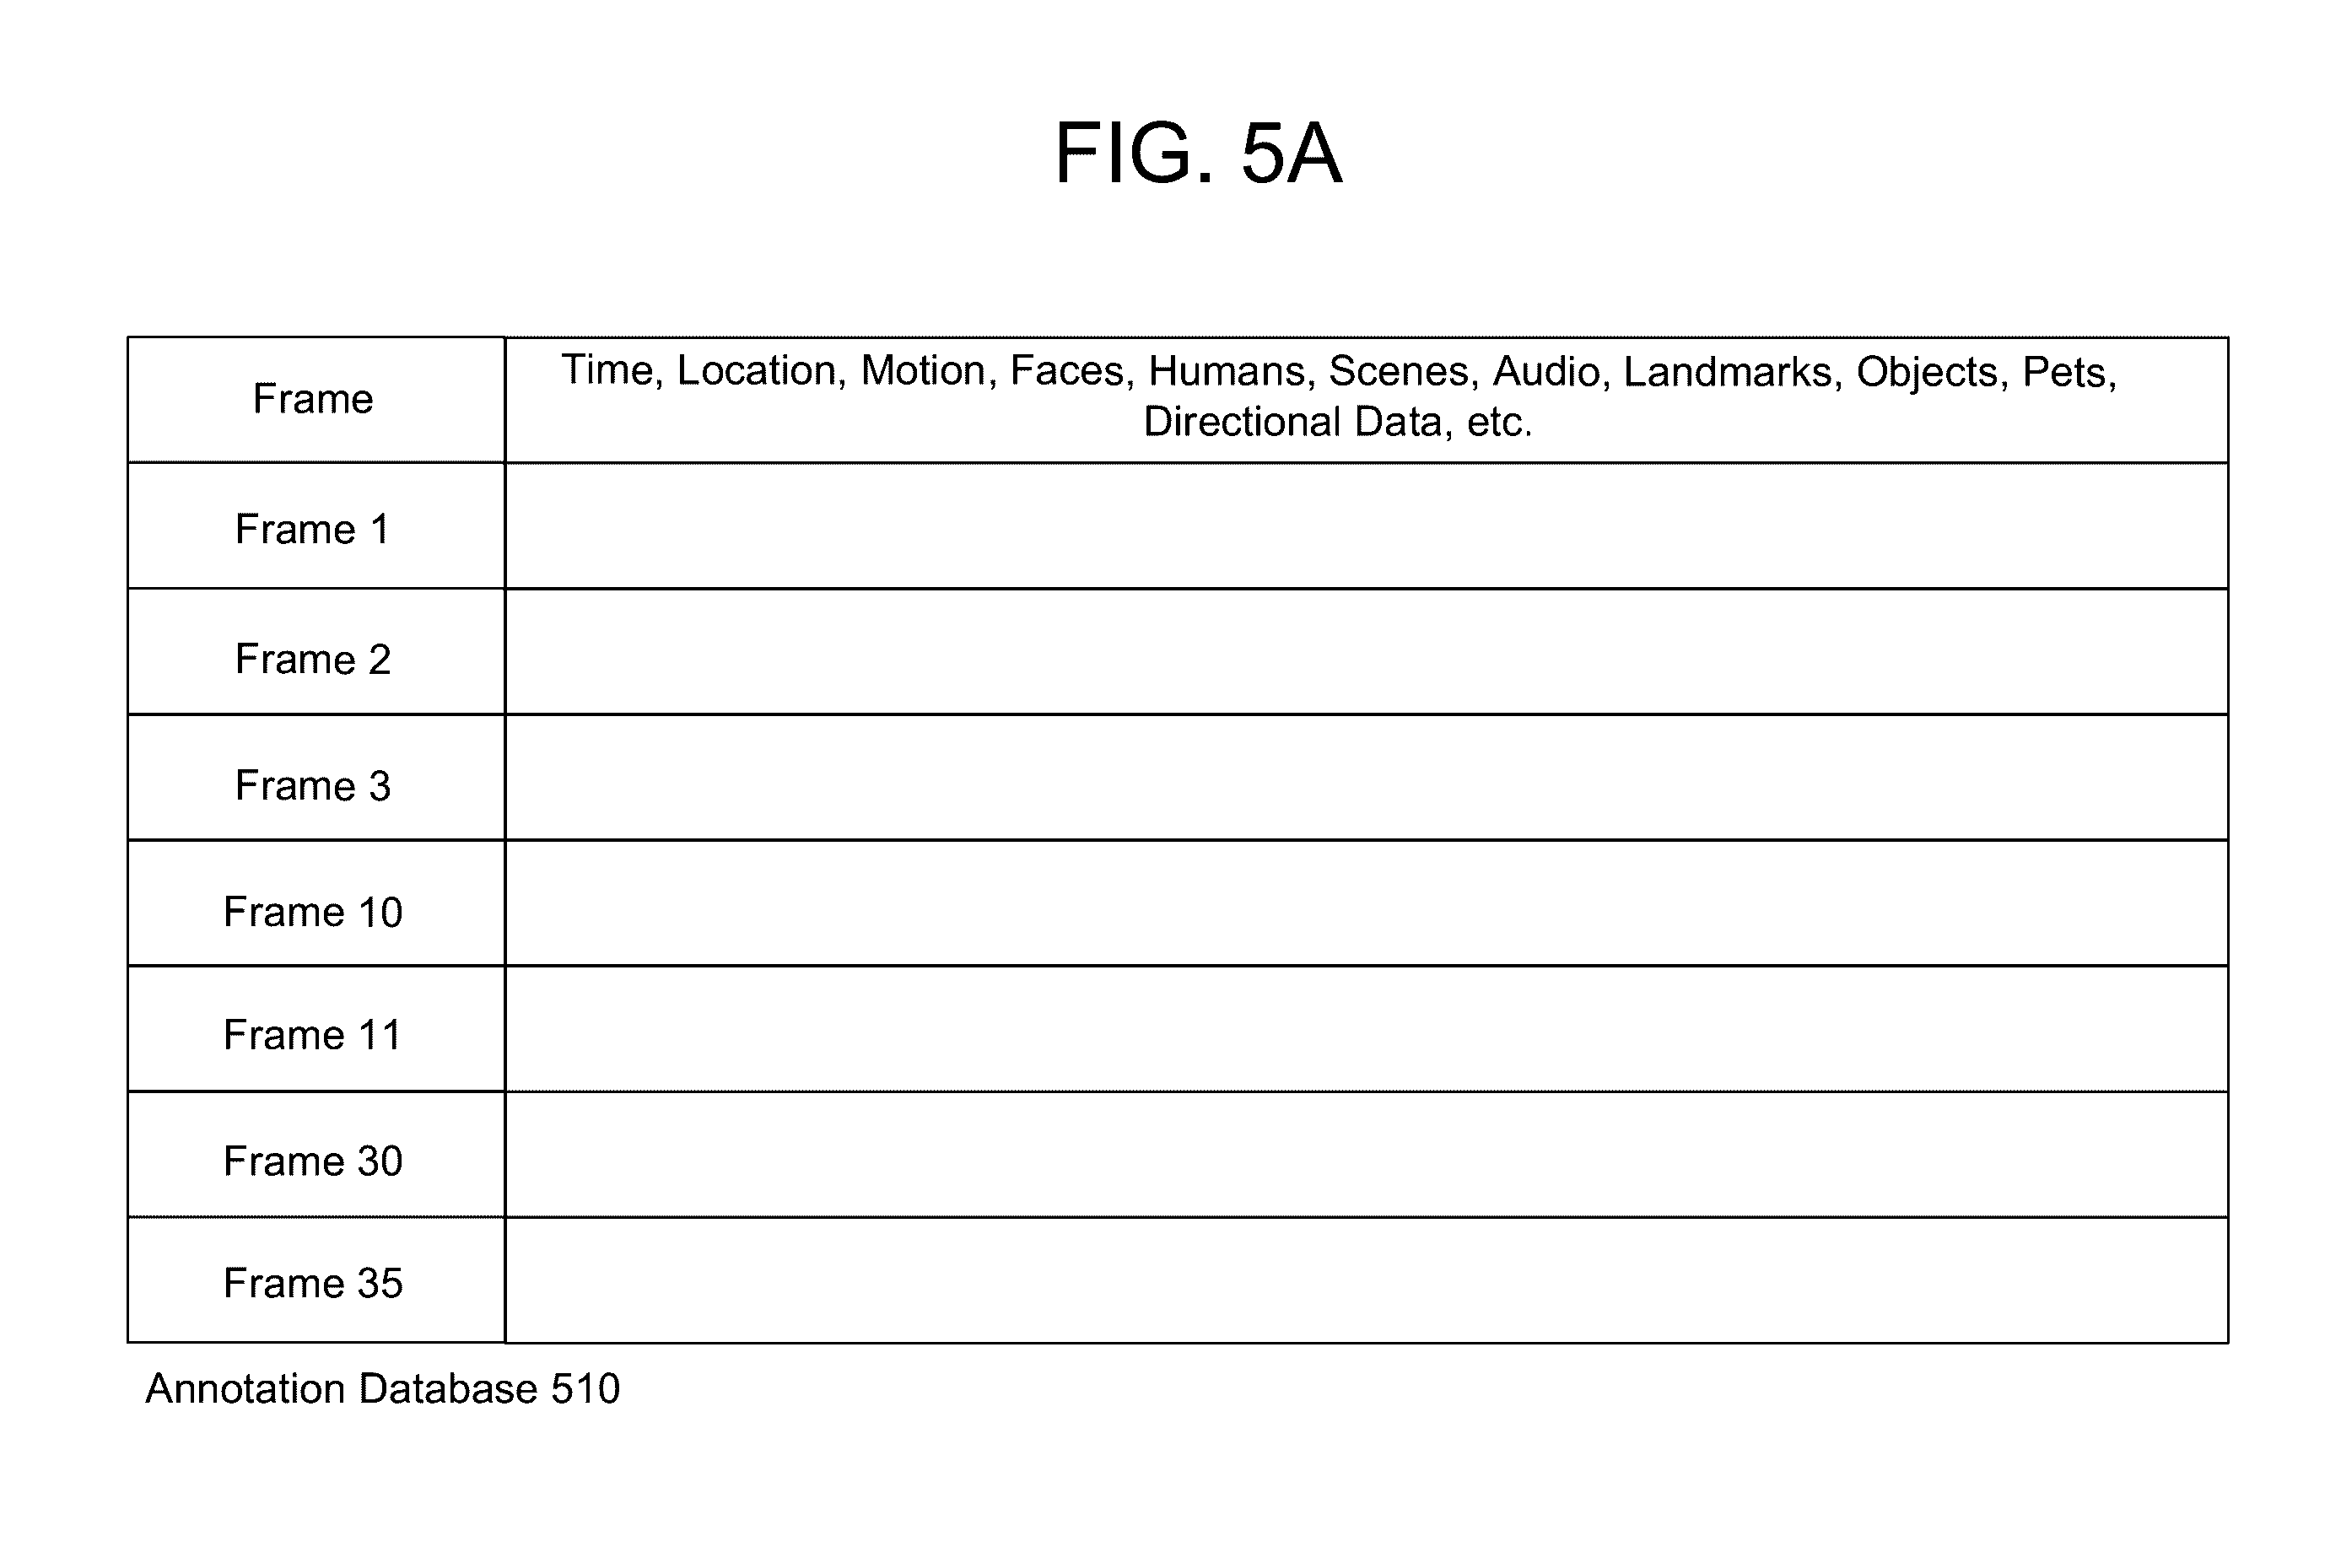 FIG. 5A
Frame
Time, Location, Motion, Faces, Humans, Scenes, Audio, Landmarks, Objects, Pets,
Directional Data, etc.
Frame 1
Frame 2
Frame 3
Frame 10
Frame 11
Frame 30
Frame 35
Annotation Database 510